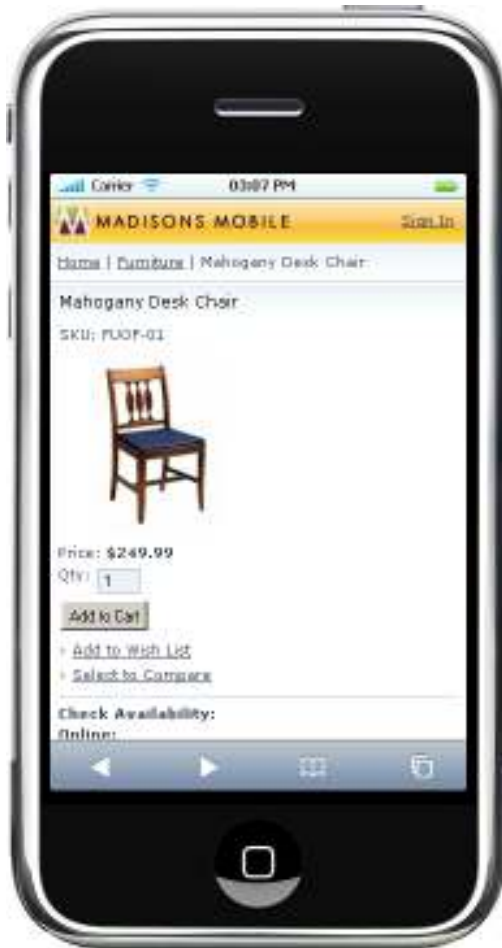 Carrier 03:07 PM
MADISONS MOBILE Sign In
Home | Furniture | Mahogany Desk Chair
Mahogany Desk Chair
SKU: FUOF-01
Price: $249.99
Qty: 1
Add to Cart
Add to Wish List
Select to Compare
Check Availability:
Online: